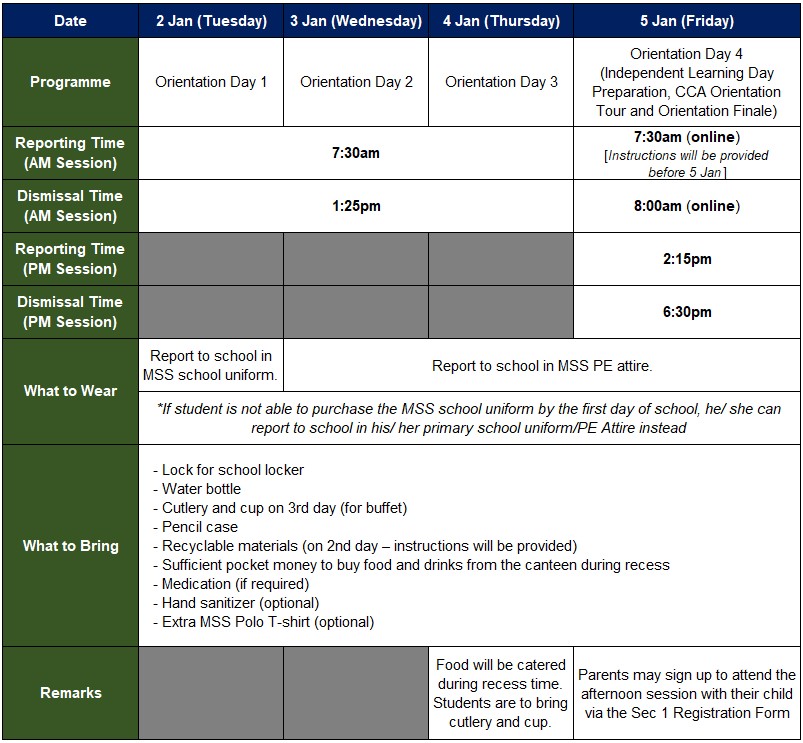 Date 2 Jan (Tuesday) 3 Jan (Wednesday) 4 Jan (Thursday) 5 Jan (Friday)
Programme
Orientation Day 1
Orientation Day 2
Orientation Day 3
Orientation Day 4
(Independent Learning Day
Preparation, CCA Orientation
Tour and Orientation Finale)
Reporting Time
(AM Session)
7:30am
7:30am (online)
[Instructions will be provided
before 5 Jan]
Dismissal Time
(AM Session)
1:25pm
8:00am (online)
Reporting Time
(PM Session)
2:15pm
Dismissal Time
(PM Session)
6:30pm
What to Wear
Report to school in
MSS school uniform.
Report to school in MSS PE attire.
*If student is not able to purchase the MSS school uniform by the first day of school, he/ she can
report to school in his/ her primary school uniform/PE Attire instead
What to Bring
- Lock for school locker
- Water bottle
- Cutlery and cup on 3rd day (for buffet)
- Pencil case
- Recyclable materials (on 2nd day – instructions will be provided)
- Sufficient pocket money to buy food and drinks from the canteen during recess
- Medication (if required)
- Hand sanitizer (optional)
- Extra MSS Polo T-shirt (optional)
Remarks
Food will be catered
during recess time.
Students are to bring
cutlery and cup.
Parents may sign up to attend the
afternoon session with their child
via the Sec 1 Registration Form